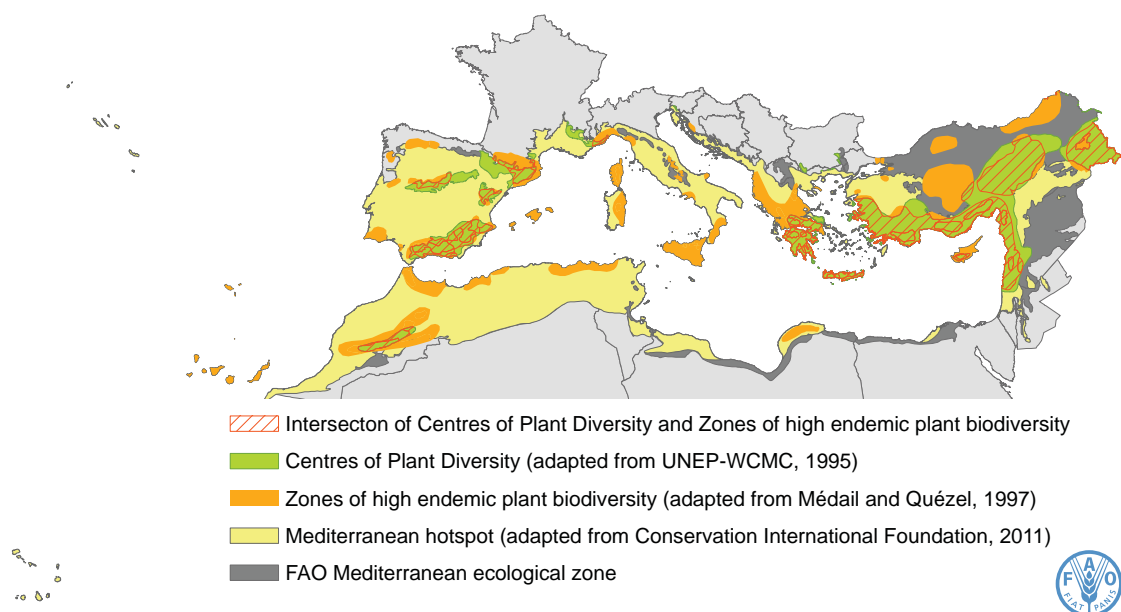 Intersecton of Centres of Plant Diversity and Zones of high endemic plant biodiversity
Centres of Plant Diversity (adapted from UNEP-WCMC, 1995)
Zones of high endemic plant biodiversity (adapted from Médail and Quézel, 1997)
Mediterranean hotspot (adapted from Conservation International Foundation, 2011)
FAO Mediterranean ecological zone
F A O
FIAT PANIS